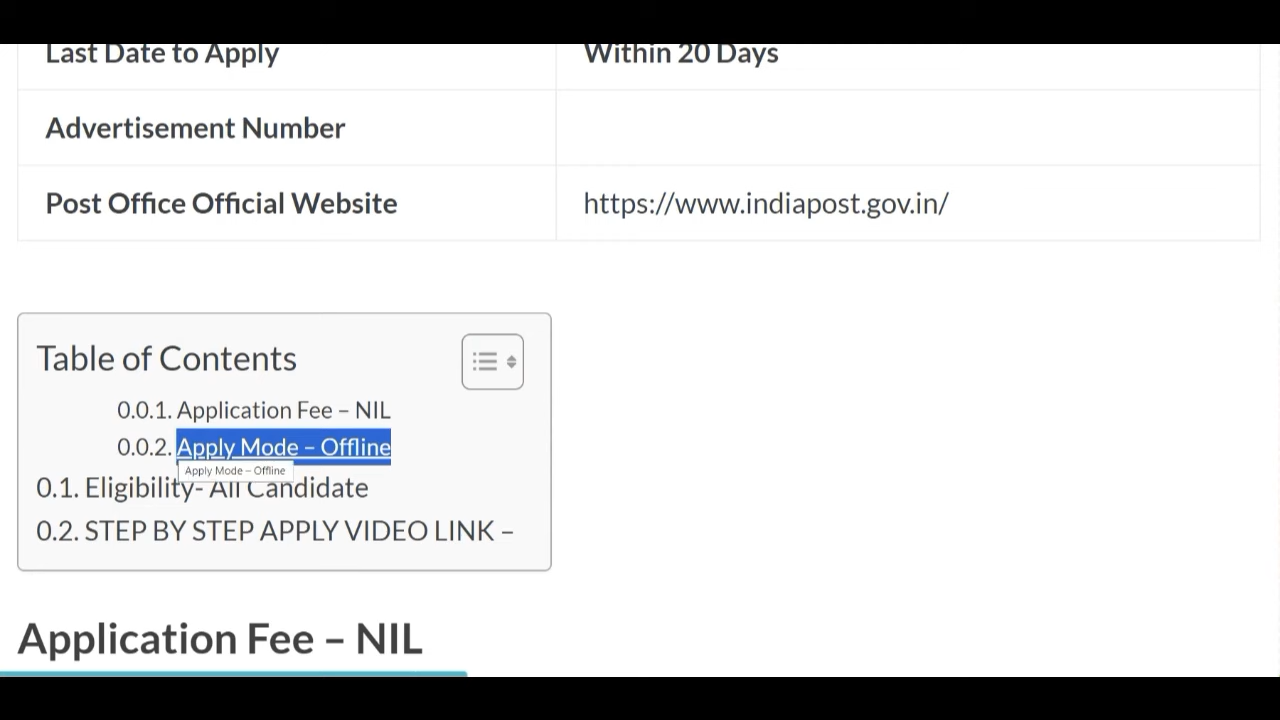 Last Date to Apply Within 20 Days
Advertisement Number
Post Office Official Website https://www.indiapost.gov.in/
Table of Contents
0.0.1. Application Fee – NIL
0.0.2. Apply Mode – Offline
Apply Mode – Offline
0.1. Eligibility- All Candidate
0.2. STEP BY STEP APPLY VIDEO LINK –
Application Fee – NIL